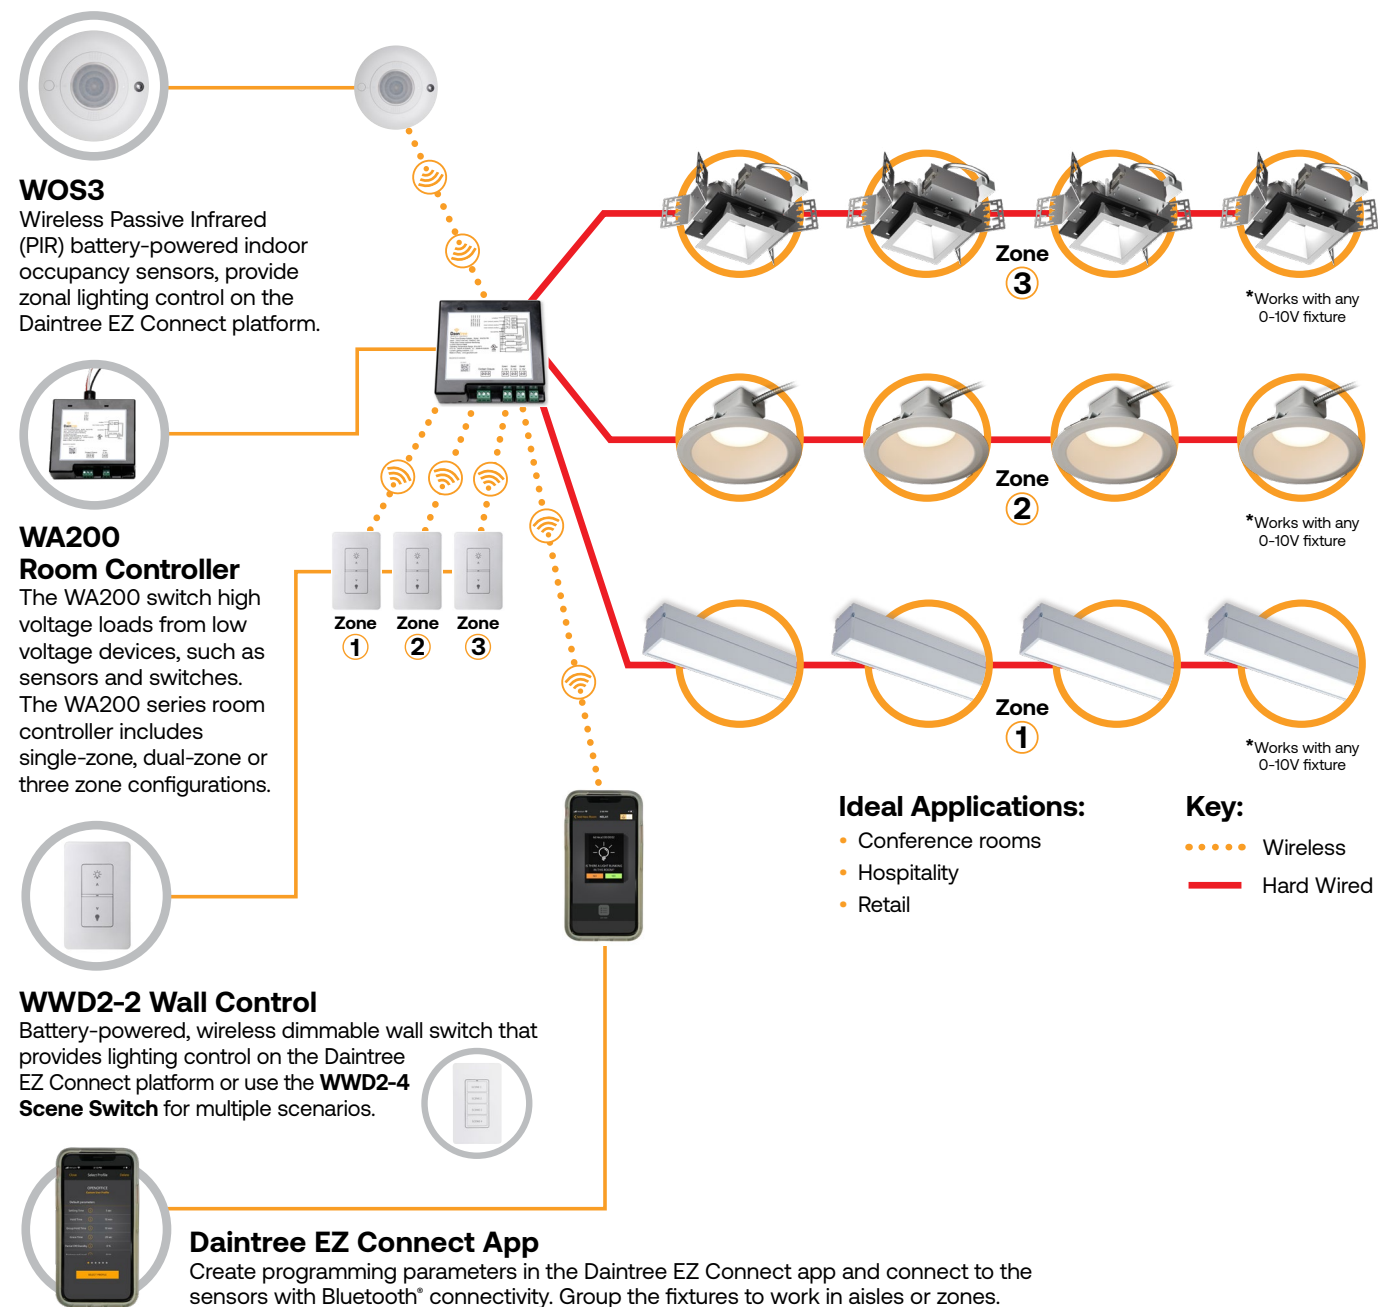 WOS3
Wireless Passive Infrared
(PIR) battery-powered indoor
occupancy sensors, provide
zonal lighting control on the
Daintree EZ Connect platform.
WA200
Room Controller
The WA200 switch high
voltage loads from low
voltage devices, such as
sensors and switches.
The WA200 series room
controller includes
single-zone, dual-zone or
three zone configurations.
Zone
1
Zone
2
Zone
3
Zone
3
*Works with any
0-10V fixture
Zone
2
*Works with any
0-10V fixture
Zone
1
*Works with any
0-10V fixture
Ideal Applications:
• Conference rooms
• Hospitality
• Retail
Key:
Wireless
Hard Wired
WWD2-2 Wall Control
Battery-powered, wireless dimmable wall switch that
provides lighting control on the Daintree
EZ Connect platform or use the WWD2-4
Scene Switch for multiple scenarios.
Daintree EZ Connect App
Create programming parameters in the Daintree EZ Connect app and connect to the
sensors with Bluetooth® connectivity. Group the fixtures to work in aisles or zones.